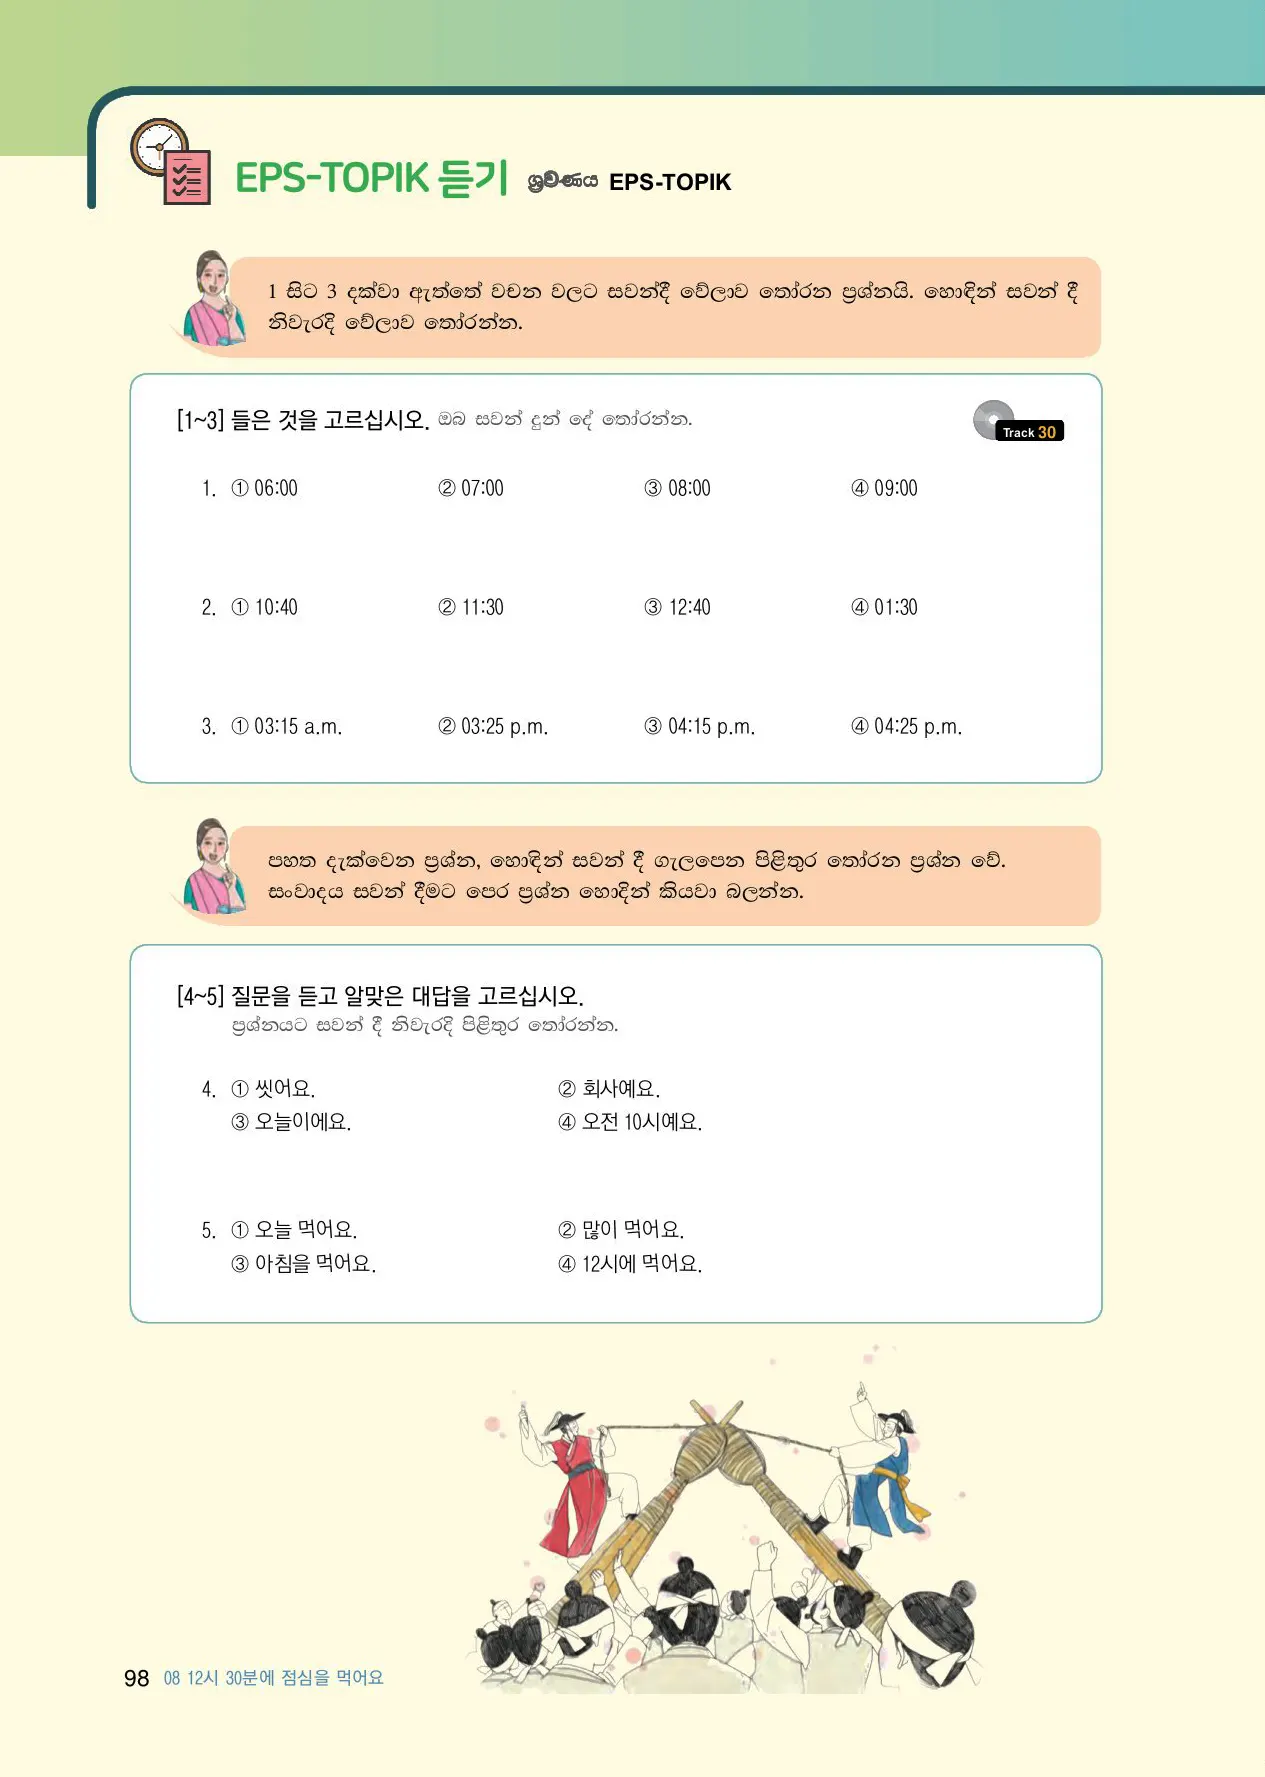 EPS-TOPIK 듣기 ශ්‍රවණය EPS-TOPIK
1 සිට 3 දක්වා ඇත්තේ වචන වලට සවන්දී වේලාව තෝරන ප්‍රශ්නයි. හොඳින් සවන් දී
නිවැරදි වේලාව තෝරන්න.
[1~3] 들은 것을 고르십시오. ඔබ සවන් දුන් දේ තෝරන්න.
Track 30
1. ① 06:00 ② 07:00 ③ 08:00 ④ 09:00
2. ① 10:40 ② 11:30 ③ 12:40 ④ 01:30
3. ① 03:15 a.m. ② 03:25 p.m. ③ 04:15 p.m. ④ 04:25 p.m.
පහත දැක්වෙන ප්‍රශ්න, හොඳින් සවන් දී ගැලපෙන පිළිතුර තෝරන ප්‍රශ්න වේ.
සංවාදය සවන් දීමට පෙර ප්‍රශ්න හොදින් කියවා බලන්න.
[4~5] 질문을 듣고 알맞은 대답을 고르십시오.
ප්‍රශ්නයට සවන් දී නිවැරදි පිළිතුර තෝරන්න.
4. ① 씻어요. ② 회사예요.
③ 오늘이에요. ④ 오전 10시예요.
5. ① 오늘 먹어요. ② 많이 먹어요.
③ 아침을 먹어요. ④ 12시에 먹어요.
98 08 12시 30분에 점심을 먹어요